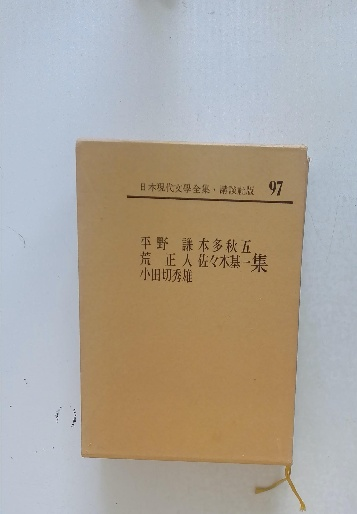 日本現代文學全集・講談社版 97
平野 謙 本多秋五
荒 正人 佐々木基一集
小田切秀雄